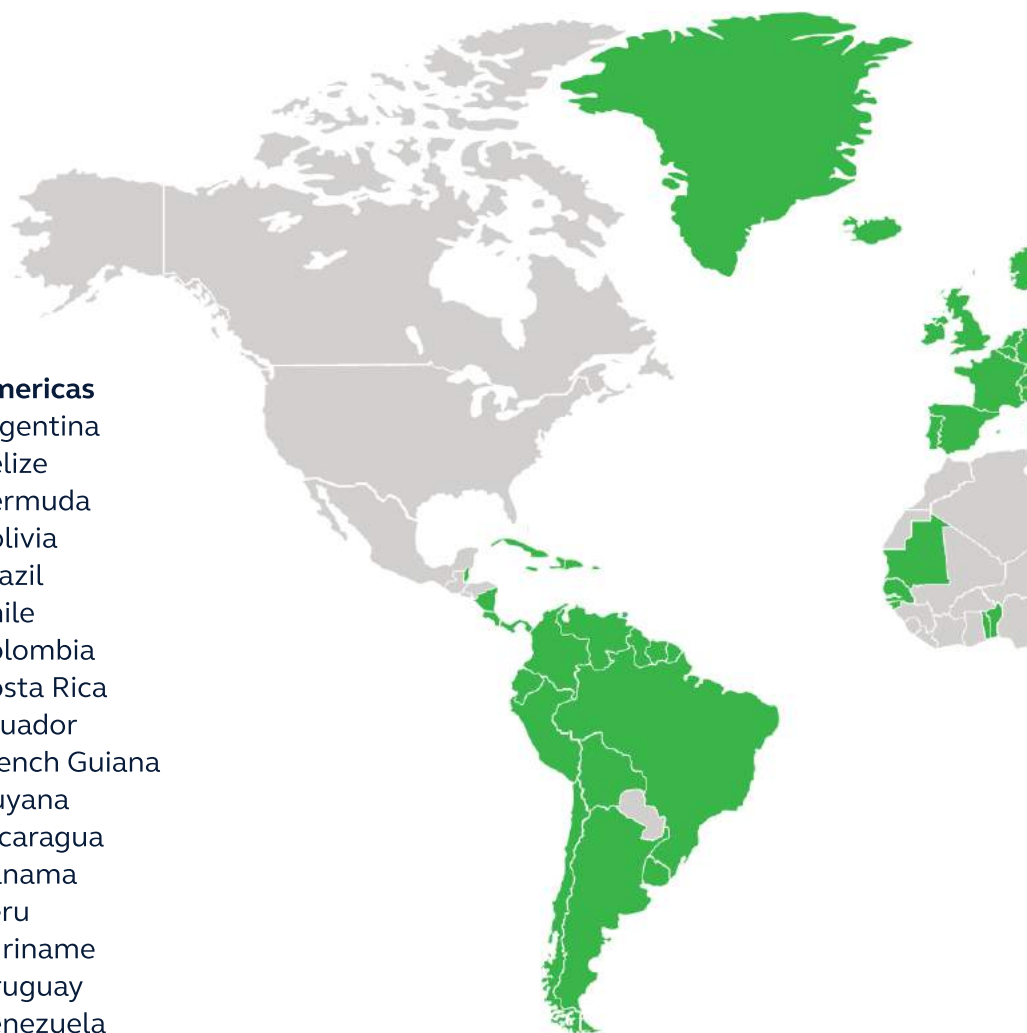 mericas
gentina
elize
ermuda
olivia
azil
ile
olombia
osta Rica
uador
ench Guiana
uyana
caragua
anama
eru
riname
ruguay
enezuela